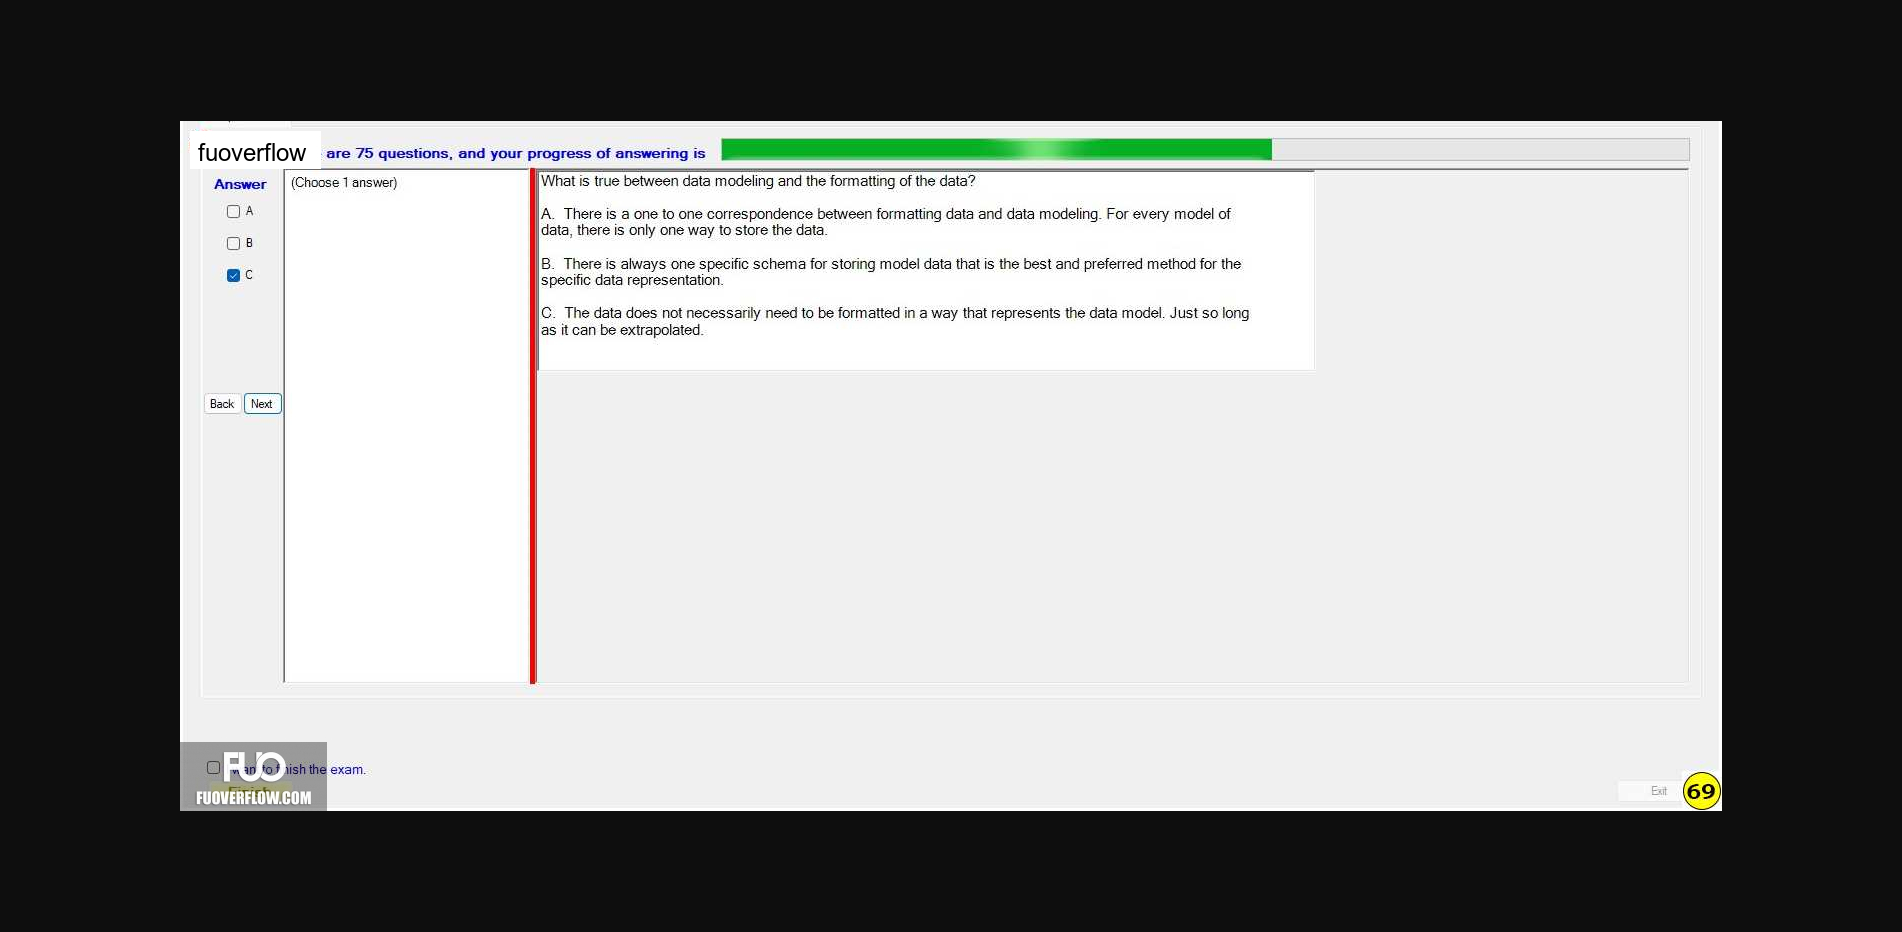 fuoverflow are 75 questions, and your progress of answering is
Answer
(Choose 1 answer)
A
B
C
Back Next
What is true between data modeling and the formatting of the data?
A. There is a one to one correspondence between formatting data and data modeling. For every model of
data, there is only one way to store the data.
B. There is always one specific schema for storing model data that is the best and preferred method for the
specific data representation.
C. The data does not necessarily need to be formatted in a way that represents the data model. Just so long
as it can be extrapolated.
FUO
want to finish the exam.
Finish
FUOVERFLOW.COM
Exit
69